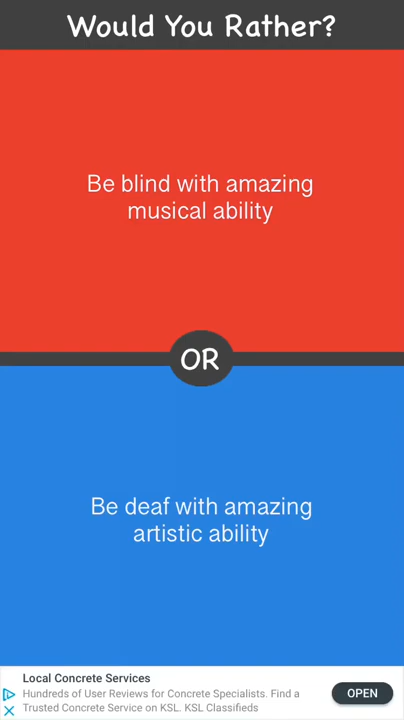 Would You Rather?
Be blind with amazing
musical ability
OR
Be deaf with amazing
artistic ability
Local Concrete Services
Hundreds of User Reviews for Concrete Specialists. Find a
Trusted Concrete Service on KSL. KSL Classifieds
OPEN